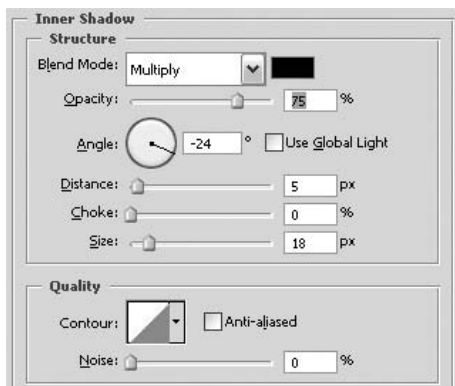 Inner Shadow
Structure
Blend Mode: Multiply
Opacity: 75 %
Angle: -24 ° Use Global Light
Distance: 5 px
Choke: 0 %
Size: 18 px
Quality
Contour: Anti-aliased
Noise: 0 %